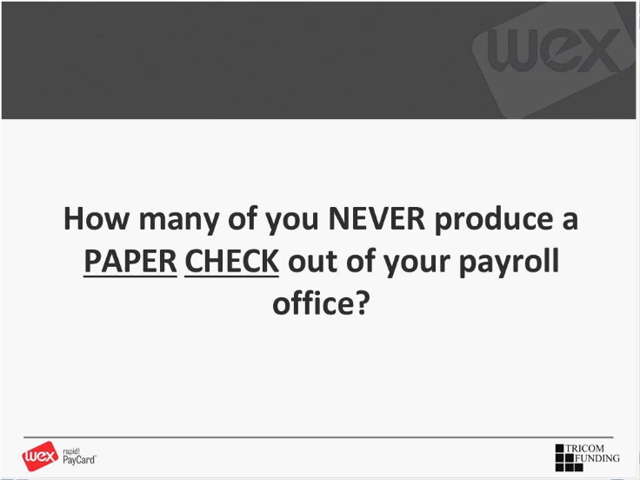 wex
How many of you NEVER produce a
PAPER CHECK out of your payroll
office?
wex
rapid!
PayCard
TRICOM
FUNDING